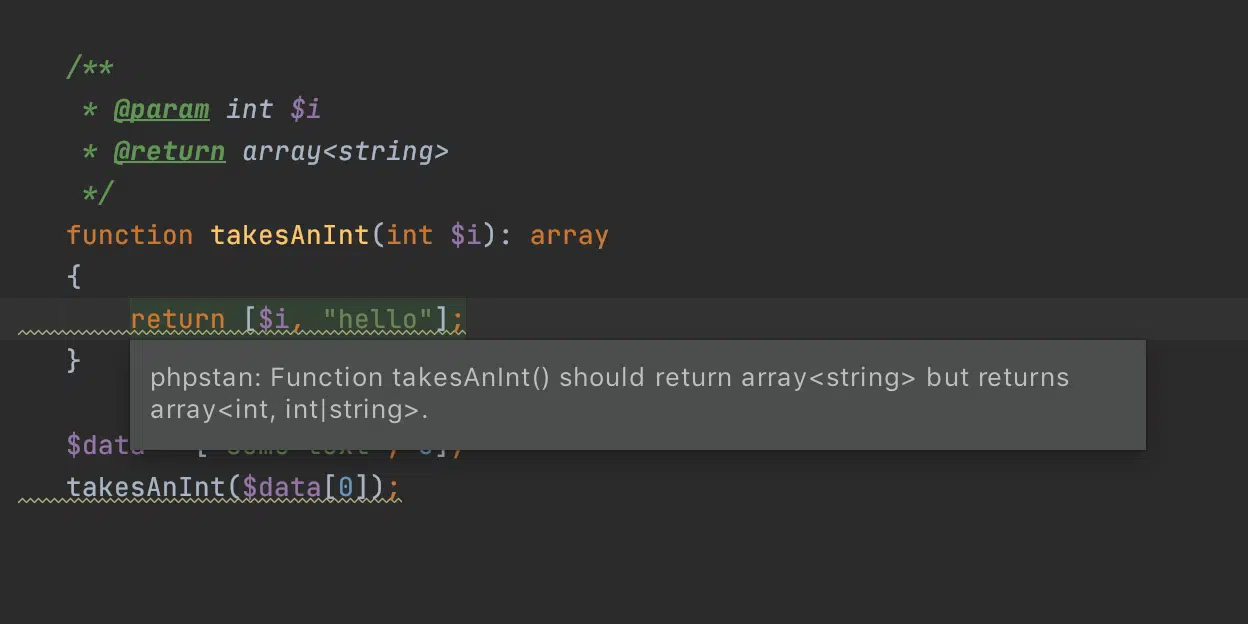 /**
 * @param int $i
 * @return array<string>
 */
function takesAnInt(int $i): array
{
    return [$i, "hello"];
}
phpstan: Function takesAnInt() should return array<string> but returns
array<int, int|string>.
$data
takesAnInt($data[0]);